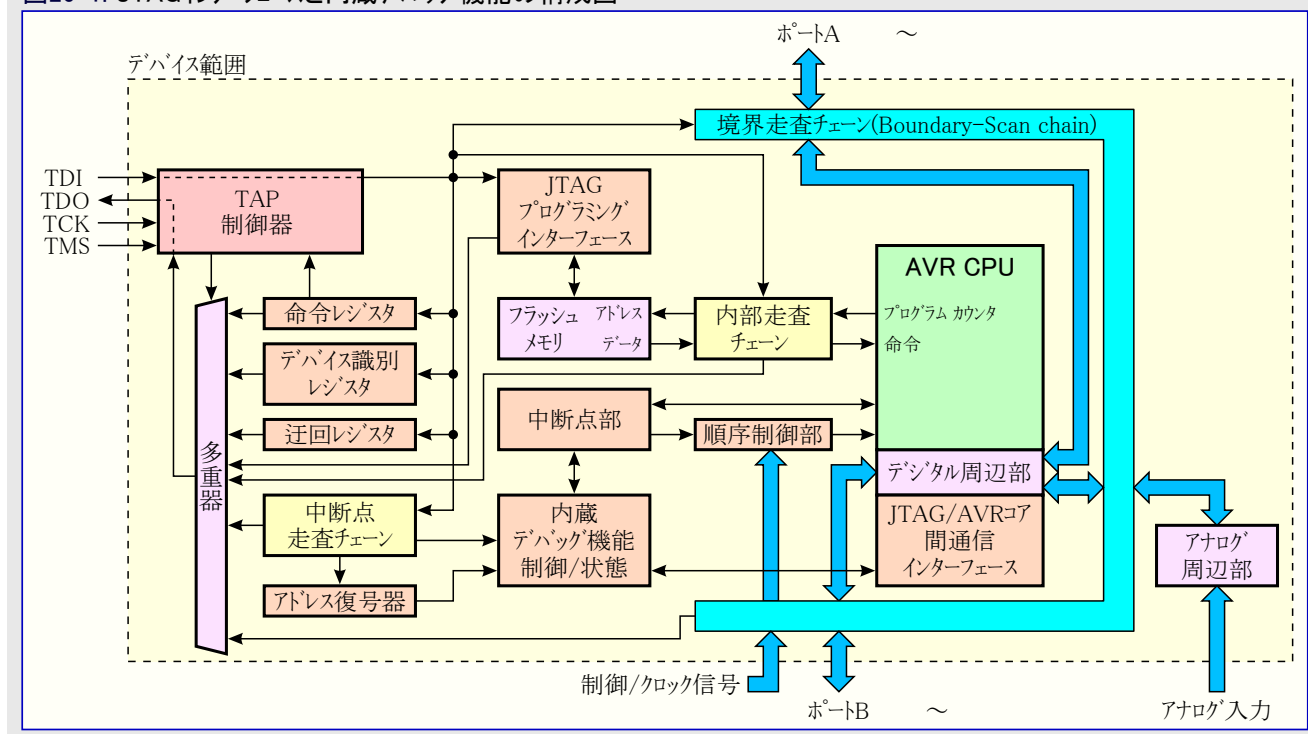 ポートA ～
デバイス範囲
境界走査チェーン(Boundary-Scan chain)
TDI
TDO
TCK
TMS
TAP
制御器
JTAG
プログラミング
インターフェース
AVR CPU
命令レジスタ
フラッシュ
メモリ
アドレス
データ
内部走査
チェーン
プログラム カウンタ
命令
デバイス識別
レジスタ
中断点部
順序制御部
迂回レジスタ
多重器
デジタル周辺部
中断点
走査チェーン
内蔵
デバッグ機能
制御/状態
JTAG/AVRコア
間通信
インターフェース
アナログ
周辺部
アドレス復号器
制御/クロック信号
ポートB ～
アナログ入力